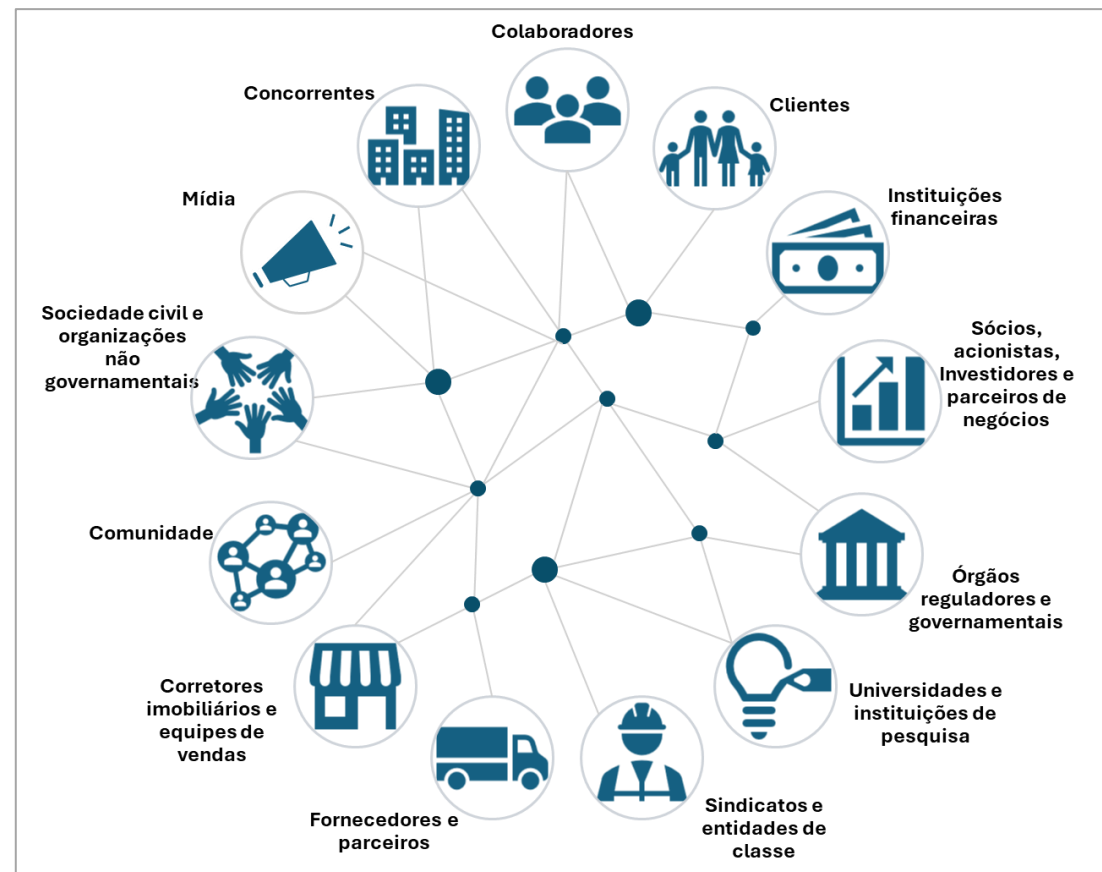 Colaboradores
Clientes
Instituições
financeiras
Sócios,
acionistas,
Investidores e
parceiros de
negócios
Órgãos
reguladores e
governamentais
Universidades e
instituições de
pesquisa
Sindicatos e
entidades de
classe
Fornecedores e
parceiros
Corretores
imobiliários e
equipes de
vendas
Comunidade
Sociedade civil e
organizações
não
governamentais
Mídia
Concorrentes